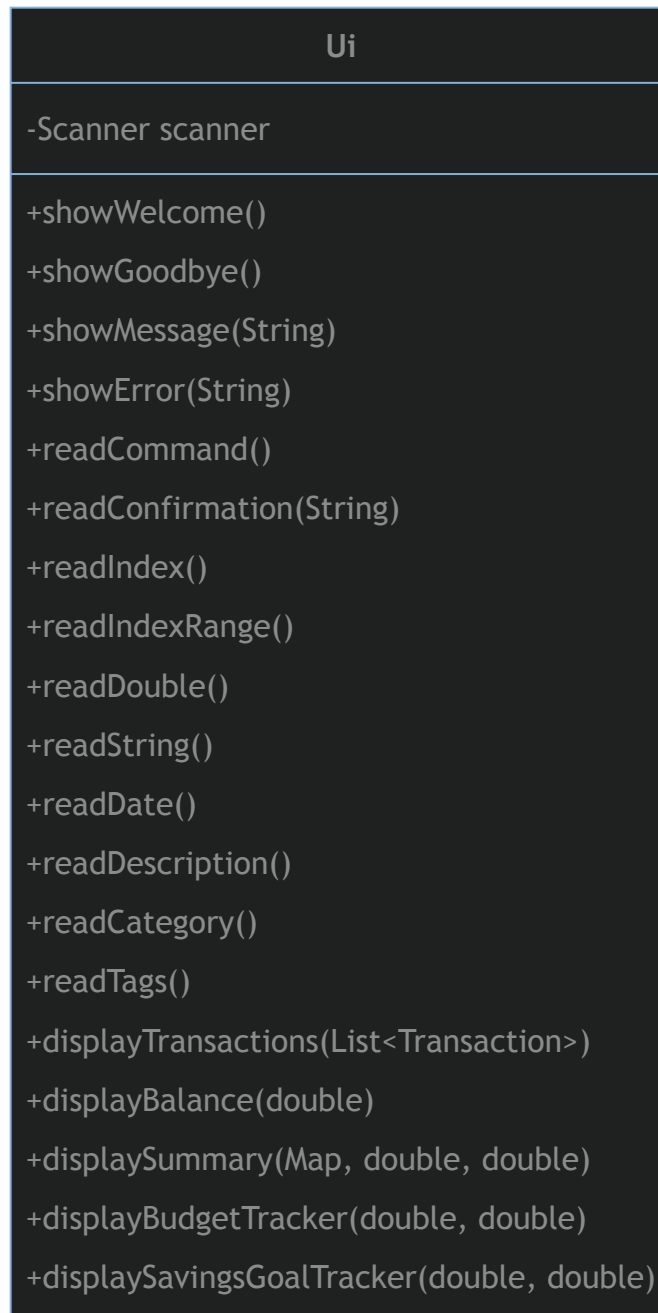 Ui
-Scanner scanner
+showWelcome()
+showGoodbye()
+showMessage(String)
+showError(String)
+readCommand()
+readConfirmation(String)
+readIndex()
+readIndexRange()
+readDouble()
+readString()
+readDate()
+readDescription()
+readCategory()
+readTags()
+displayTransactions(List<Transaction>)
+displayBalance(double)
+displaySummary(Map, double, double)
+displayBudgetTracker(double, double)
+displaySavingsGoalTracker(double, double)